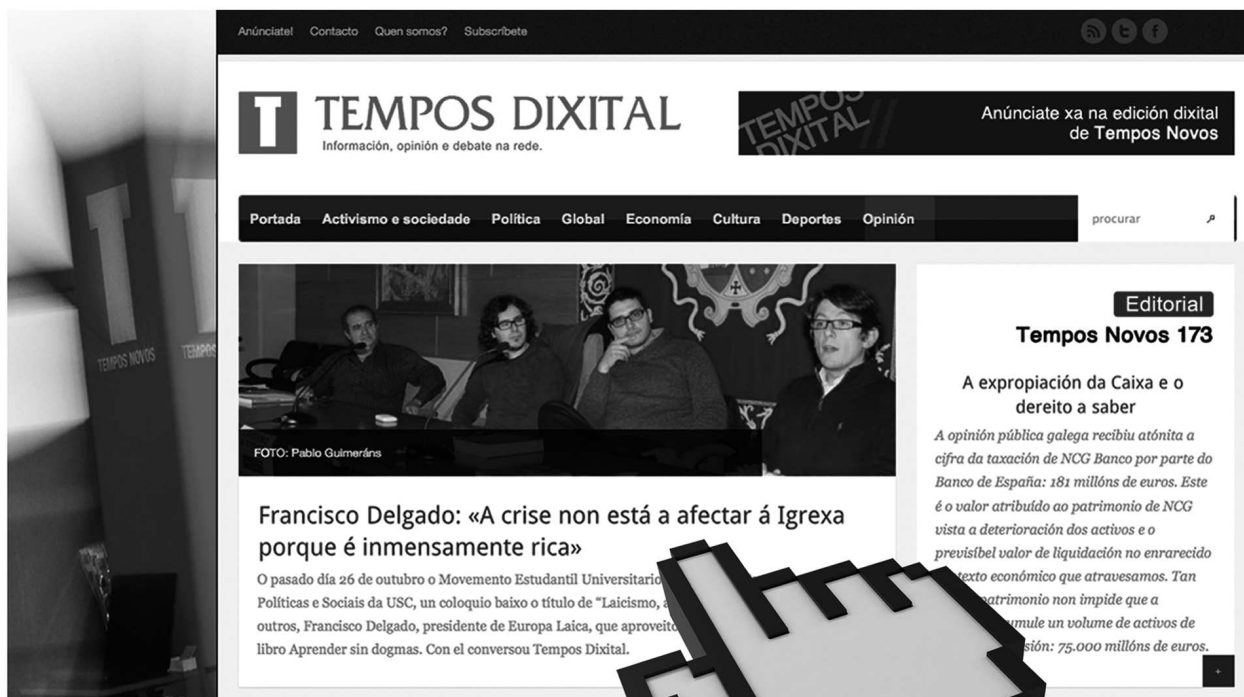 Anúnciate!
Contacto
Quen somos?
Subscríbete
T
TEMPOS DIXITAL
Información, opinión e debate na rede.
TEMPOS
DIXITAL
Anúnciate xa na edición dixital
de Tempos Novos
Portada
Activismo e sociedade
Política
Global
Economía
Cultura
Deportes
Opinión
procurar
TEMPOS NOVOS
TEMPOS
FOTO: Pablo Guimeráns
Francisco Delgado: «A crise non está a afectar á Igrexa
porque é inmensamente rica»
O pasado día 26 de outubro o Movemento Estudantil Universitario
Políticas e Sociais da USC, un coloquio baixo o título de “Laicismo,
outros, Francisco Delgado, presidente de Europa Laica, que aproveito
libro Aprender sin dogmas. Con el conversou Tempos Dixital.
Editorial
Tempos Novos 173
A expropiación da Caixa e o
dereito a saber
A opinión pública galega recibiu atónita a
cifra da taxación de NCG Banco por parte do
Banco de España: 181 millóns de euros. Este
é o valor atribuído ao patrimonio de NCG
vista a deterioración dos activos e o
previsíbel valor de liquidación no enrarecido
texto económico que atravesamos. Tan
patrimonio non impide que a
umule un volume de activos de
sión: 75.000 millóns de euros.
+